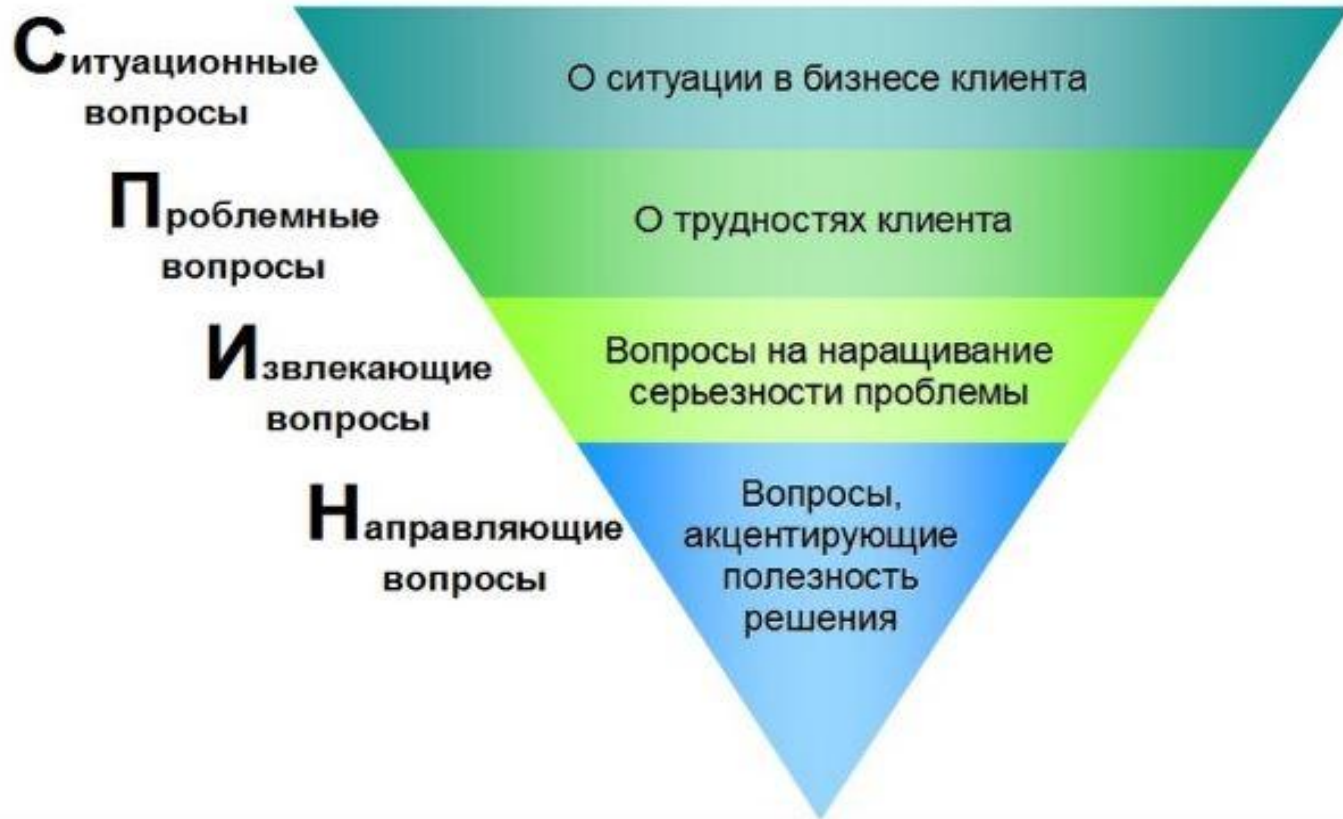 Ситуационные
вопросы
О ситуации в бизнесе клиента
Проблемные
вопросы
О трудностях клиента
Извлекающие
вопросы
Вопросы на наращивание
серьезности проблемы
Направляющие
вопросы
Вопросы,
акцентирующие
полезность
решения